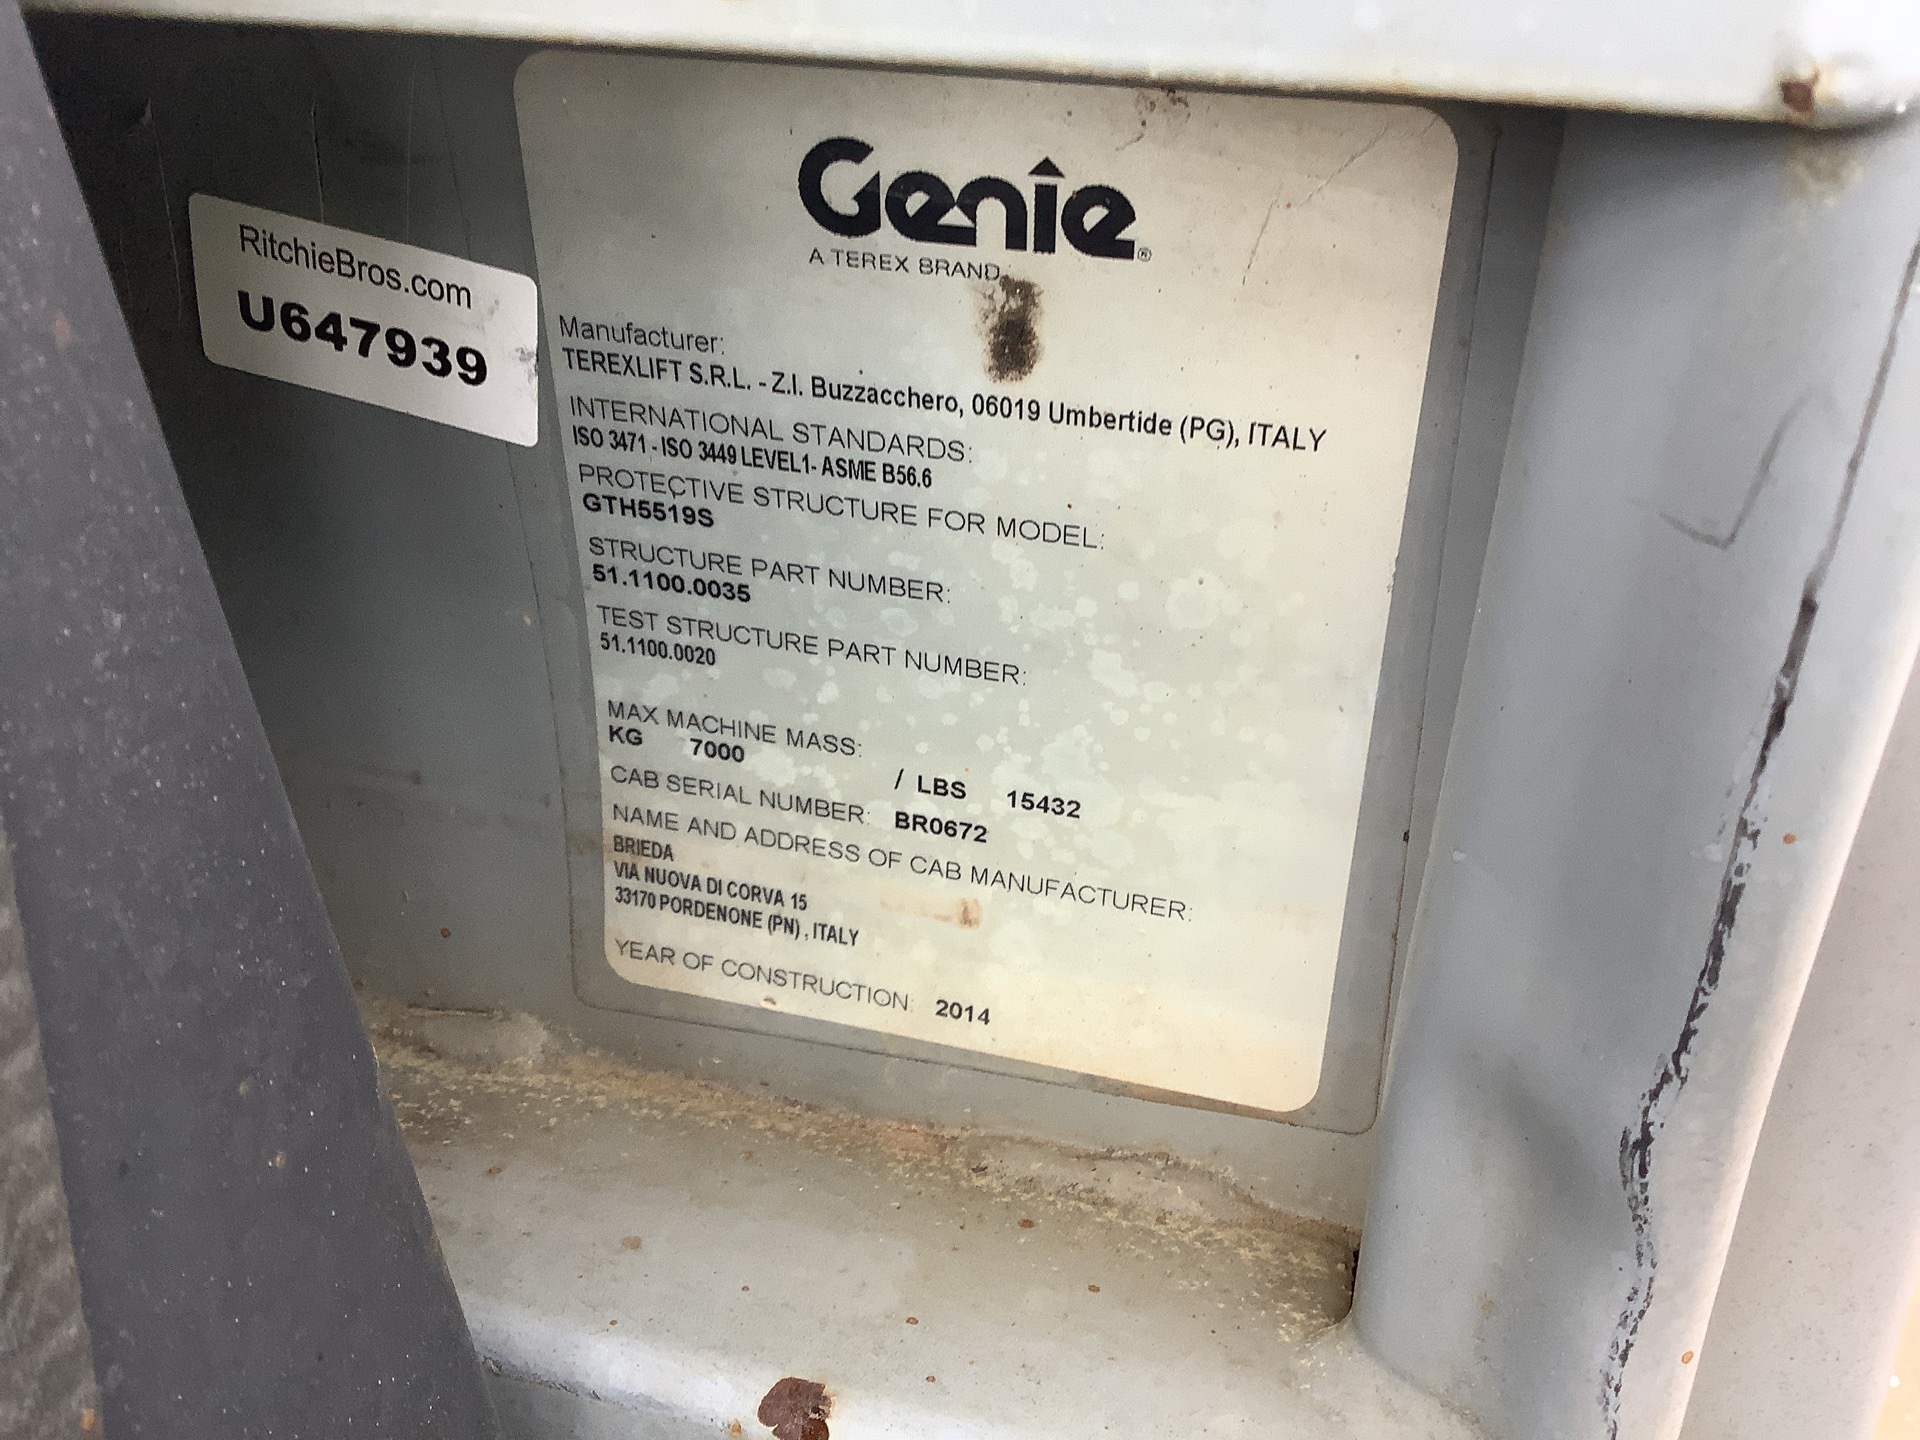 RitchieBros.com
U647939
Genie®
A TEREX BRAND
Manufacturer:
TEREXLIFT S.R.L. - Z.I. Buzzacchero, 06019 Umbertide (PG), ITALY
INTERNATIONAL STANDARDS:
ISO 3471 - ISO 3449 LEVEL1- ASME B56.6
PROTECTIVE STRUCTURE FOR MODEL:
GTH5519S
STRUCTURE PART NUMBER:
51.1100.0035
TEST STRUCTURE PART NUMBER:
51.1100.0020
MAX MACHINE MASS:
KG 7000 / LBS 15432
CAB SERIAL NUMBER: BR0672
NAME AND ADDRESS OF CAB MANUFACTURER:
BRIEDA
VIA NUOVA DI CORVA 15
33170 PORDENONE (PN) , ITALY
YEAR OF CONSTRUCTION: 2014